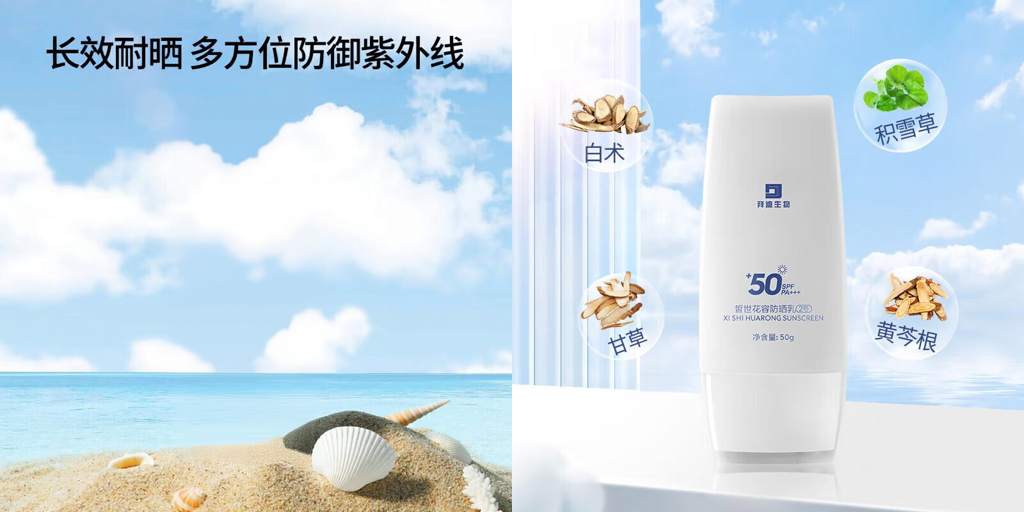 长效耐晒 多方位防御紫外线
白术
积雪草
甘草
黄芩根
拜迪生物
+50 SPF PA+++
皙世花容防晒乳
XI SHI HUARONG SUNSCREEN
净含量: 50g